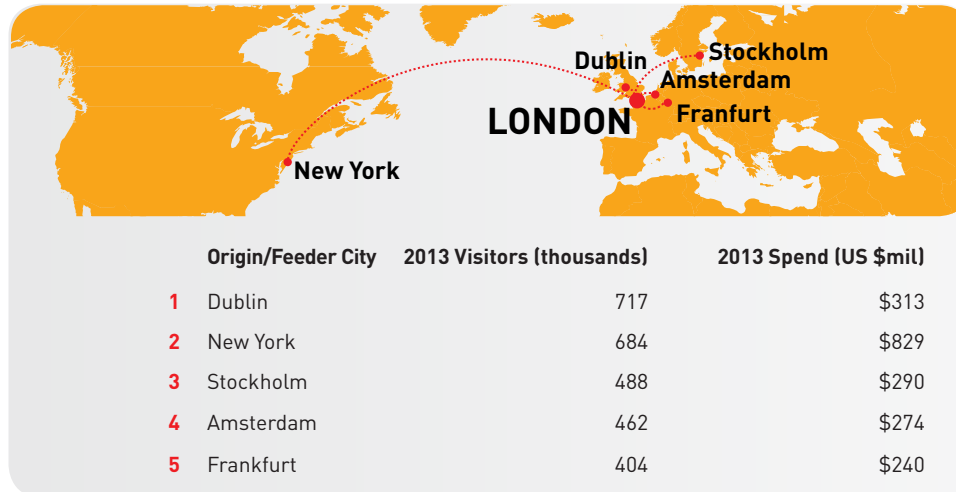 Stockholm
Dublin
Amsterdam
Franfurt
LONDON
New York
Origin/Feeder City 2013 Visitors (thousands) 2013 Spend (US $mil)
1 Dublin 717 $313
2 New York 684 $829
3 Stockholm 488 $290
4 Amsterdam 462 $274
5 Frankfurt 404 $240